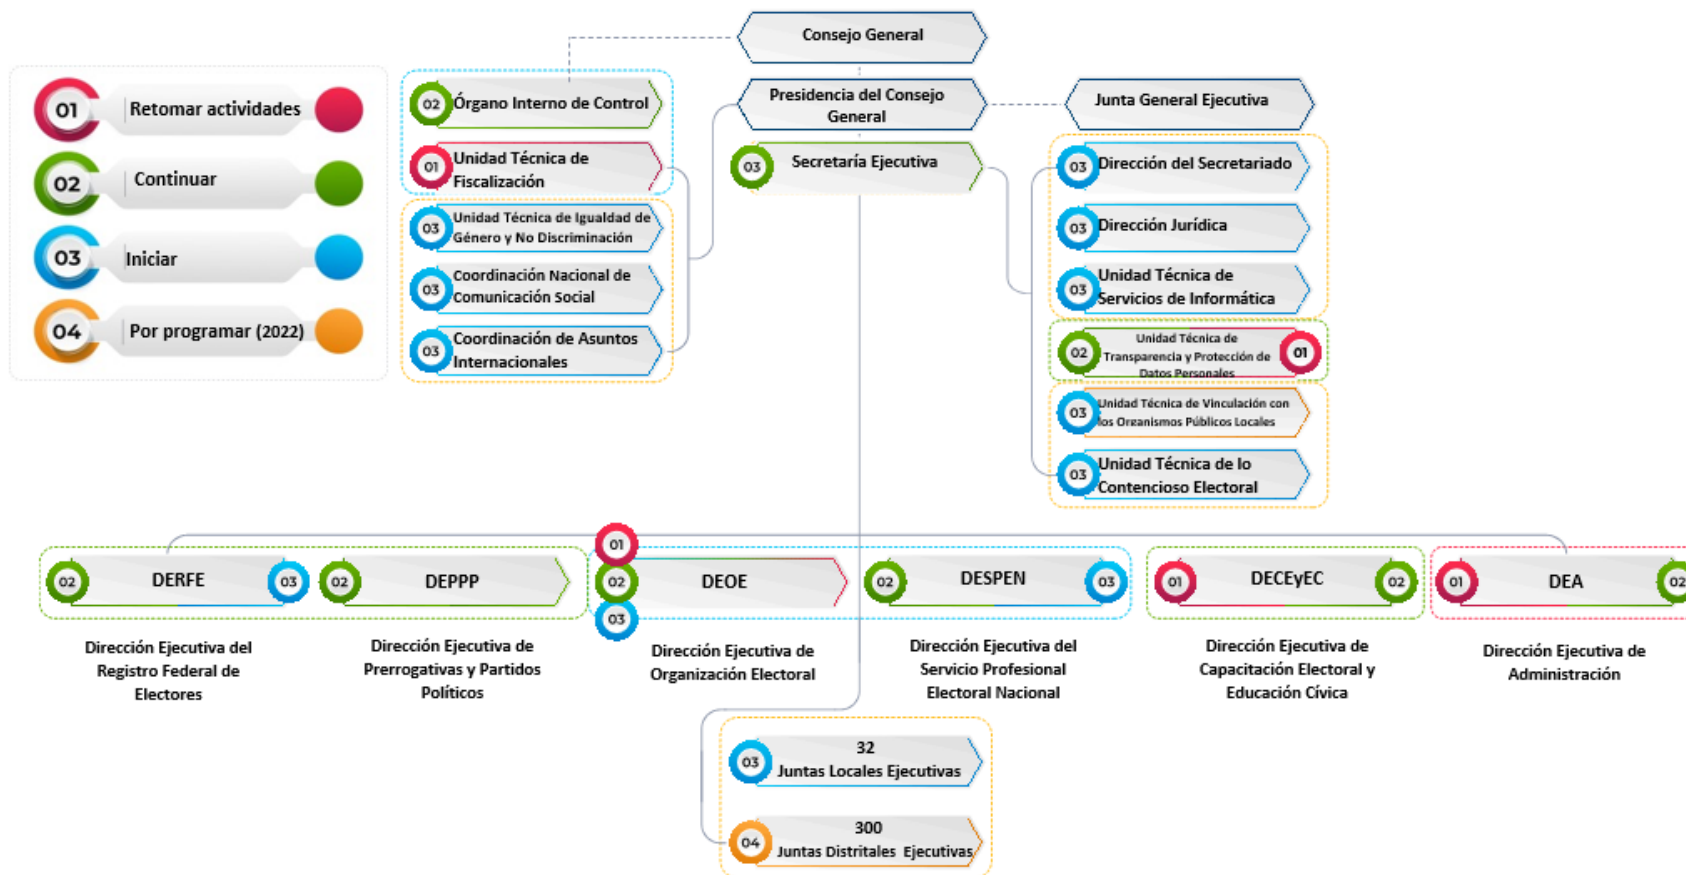 Consejo General
01
Retomar actividades
02
Continuar
03
Iniciar
04
Por programar (2022)
02
Órgano Interno de Control
01
Unidad Técnica de
Fiscalización
03
Unidad Técnica de Igualdad de
Género y No Discriminación
03
Coordinación Nacional de
Comunicación Social
03
Coordinación de Asuntos
Internacionales
Presidencia del Consejo
General
03
Secretaría Ejecutiva
Junta General Ejecutiva
03
Dirección del Secretariado
03
Dirección Jurídica
03
Unidad Técnica de
Servicios de Informática
02
Unidad Técnica de
Transparencia y Protección de
Datos Personales
01
03
Unidad Técnica de Vinculación con
los Organismos Públicos Locales
03
Unidad Técnica de lo
Contencioso Electoral
02
DERFE
03
Dirección Ejecutiva del
Registro Federal de
Electores
02
DEPPP
Dirección Ejecutiva de
Prerrogativas y Partidos
Políticos
01
02
03
DEOE
Dirección Ejecutiva de
Organización Electoral
02
DESPEN
03
Dirección Ejecutiva del
Servicio Profesional
Electoral Nacional
01
DECEyEC
02
Dirección Ejecutiva de
Capacitación Electoral y
Educación Cívica
01
DEA
02
Dirección Ejecutiva de
Administración
03
32
Juntas Locales Ejecutivas
04
300
Juntas Distritales Ejecutivas